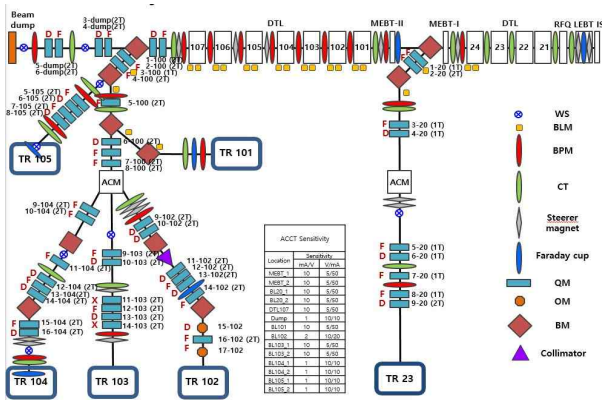 Beam
dump
3-dump(2T)
4-dump(2T)
DTL
MEBT-II
MEBT-I
DTL
RFQ LEBT IS
D F
D F
F D
5-dump(2T)
6-dump(2T)
1-100 (2T)
2-100 (2T)
3-100 (1T)
4-100 (2T)
107
106
105
104
103
102
101
24
23
22
21
1-20 (1T)
2-20 (2T)
5-105 (2T)
6-105 (2T)
7-105 (2T)
8-105 (2T)
F
D
F
D
5-100 (2T)
TR 105
6-100 (2T)
D
F
F
7-100 (2T)
8-100 (2T)
TR 101
F
D
3-20 (1T)
4-20 (1T)
ACM
ACM
WS
BLM
BPM
CT
Steerer
magnet
Faraday cup
QM
OM
BM
Collimator
F
D
9-104 (2T)
10-104 (2T)
9-102 (2T)
10-102 (2T)
F
D
11-104 (2T)
12-104 (2T)
13-104(2T)
14-104 (2T)
F
D
9-103 (2T)
10-103 (2T)
11-102 (2T)
12-102 (2T)
13-102(2T)
14-102 (2T)
X
F
D
X
11-103 (2T)
12-103 (2T)
13-103 (2T)
14-103 (2T)
F
D
15-104 (2T)
16-104 (2T)
15-102
F
16-102 (2T)
17-102
F
D
5-20 (1T)
6-20 (1T)
D
7-20 (1T)
F
D
8-20 (1T)
9-20 (2T)
TR 104
TR 103
TR 102
TR 23
ACCT Sensitivity
Location Sensitivity
mA/V V/mA
MEBT_1 10 5/50
MEBT_2 10 5/50
BL20_1 10 5/50
BL20_2 10 5/50
DTL107 10 5/50
Dump 1 10/10
BL101 10 5/50
BL102 2 10/20
BL103_1 10 5/50
BL103_2 10 5/50
BL104_1 1 10/10
BL104_2 1 10/10
BL105_1 1 10/10
BL105_2 1 10/10